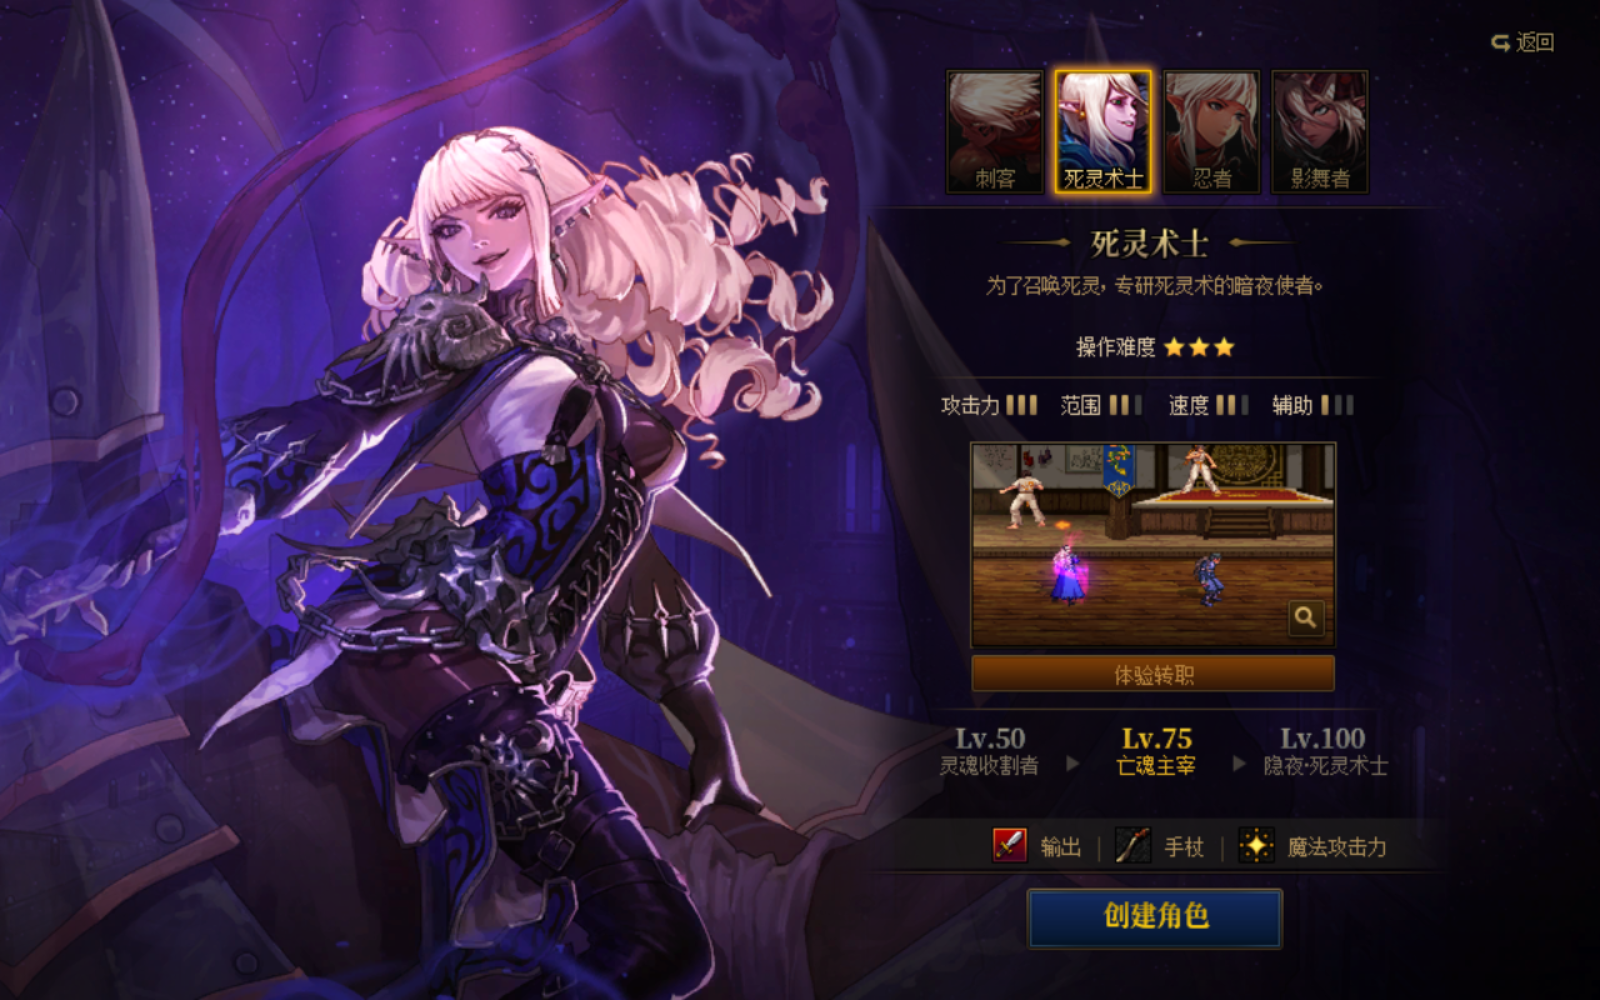 返回
刺客
死灵术士
忍者
影舞者
死灵术士
为了召唤死灵，专研死灵术的暗夜使者。
操作难度
攻击力 范围 速度 辅助
体验转职
Lv.50 Lv.75 Lv.100
灵魂收割者 亡魂主宰 隐夜·死灵术士
输出 | 手杖 | 魔法攻击力
创建角色